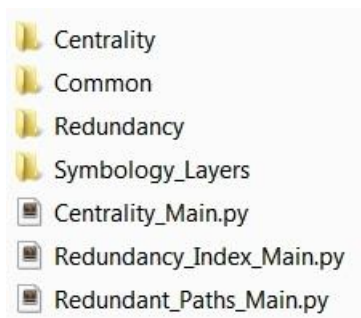 Centrality
Common
Redundancy
Symbology_Layers
Centrality_Main.py
Redundancy_Index_Main.py
Redundant_Paths_Main.py